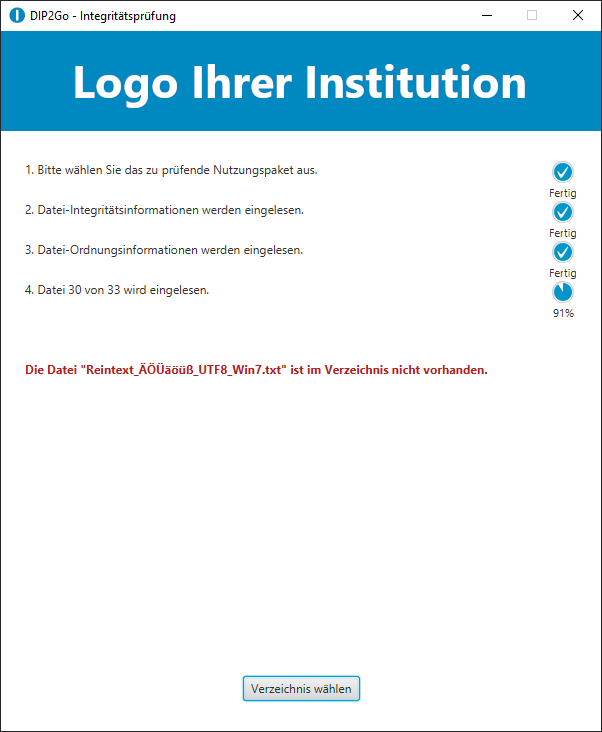 DIP2Go - Integritätsprüfung
Logo Ihrer Institution
1. Bitte wählen Sie das zu prüfende Nutzungspaket aus.
Fertig
2. Datei-Integritätsinformationen werden eingelesen.
Fertig
3. Datei-Ordnungsinformationen werden eingelesen.
Fertig
4. Datei 30 von 33 wird eingelesen.
91%
Die Datei "Reintext_ÄÖÜäöüß_UTF8_Win7.txt" ist im Verzeichnis nicht vorhanden.
Verzeichnis wählen